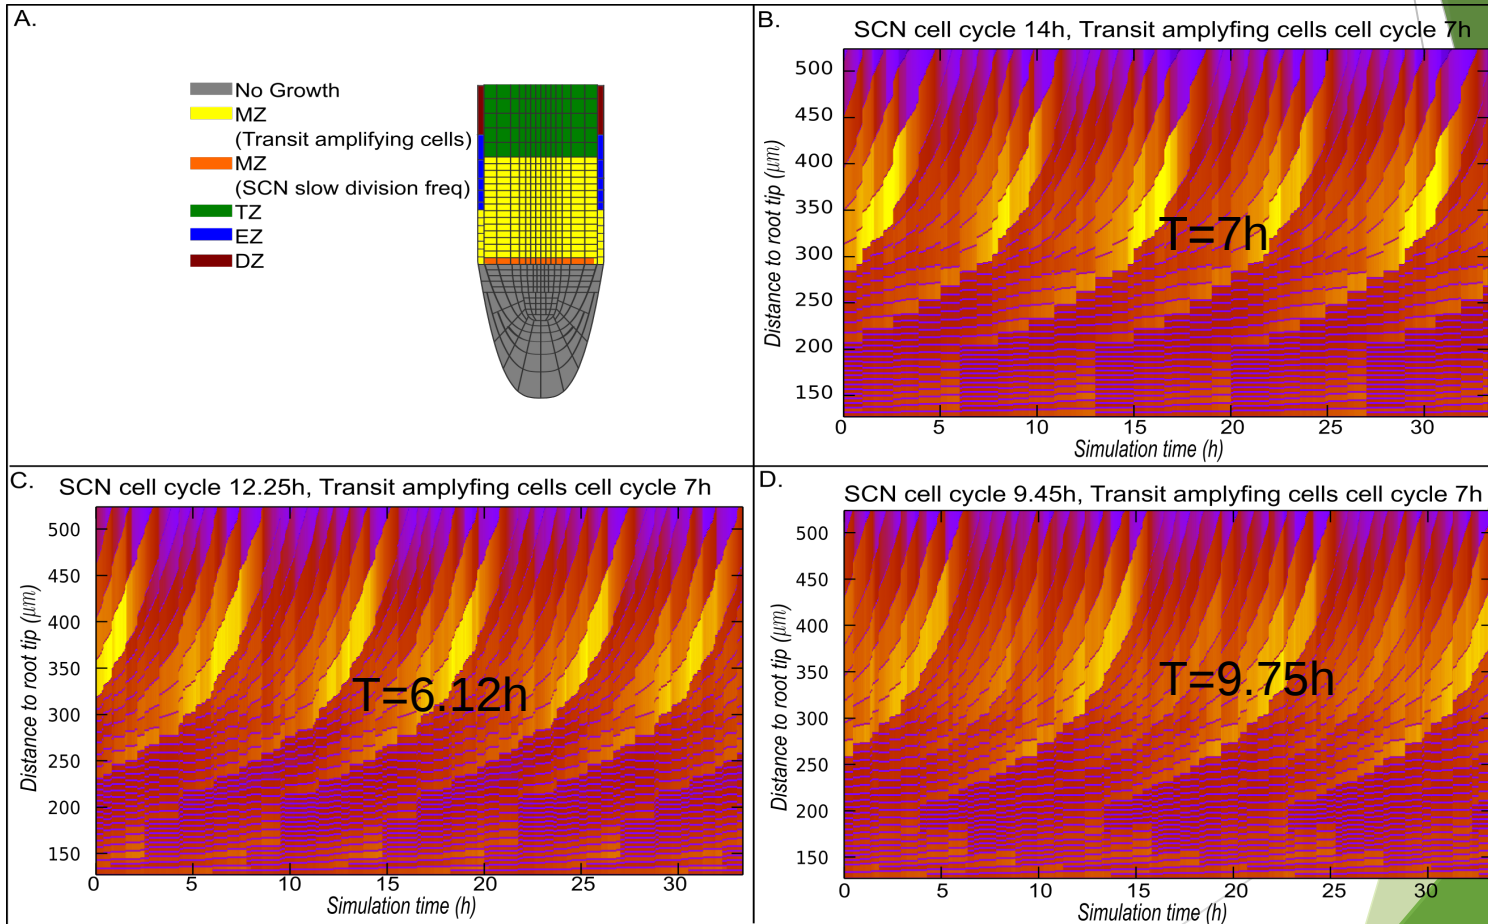 A.
No Growth
MZ
(Transit amplifying cells)
MZ
(SCN slow division freq)
TZ
EZ
DZ
B.
SCN cell cycle 14h, Transit amplyfing cells cell cycle 7h
Distance to root tip (μm)
500
450
400
350
300
250
200
150
T=7h
0 5 10 15 20 25 30
Simulation time (h)
C.
SCN cell cycle 12.25h, Transit amplyfing cells cell cycle 7h
Distance to root tip (μm)
500
450
400
350
300
250
200
150
T=6.12h
0 5 10 15 20 25 30
Simulation time (h)
D.
SCN cell cycle 9.45h, Transit amplyfing cells cell cycle 7h
Distance to root tip (μm)
500
450
400
350
300
250
200
150
T=9.75h
0 5 10 15 20 25 30
Simulation time (h)